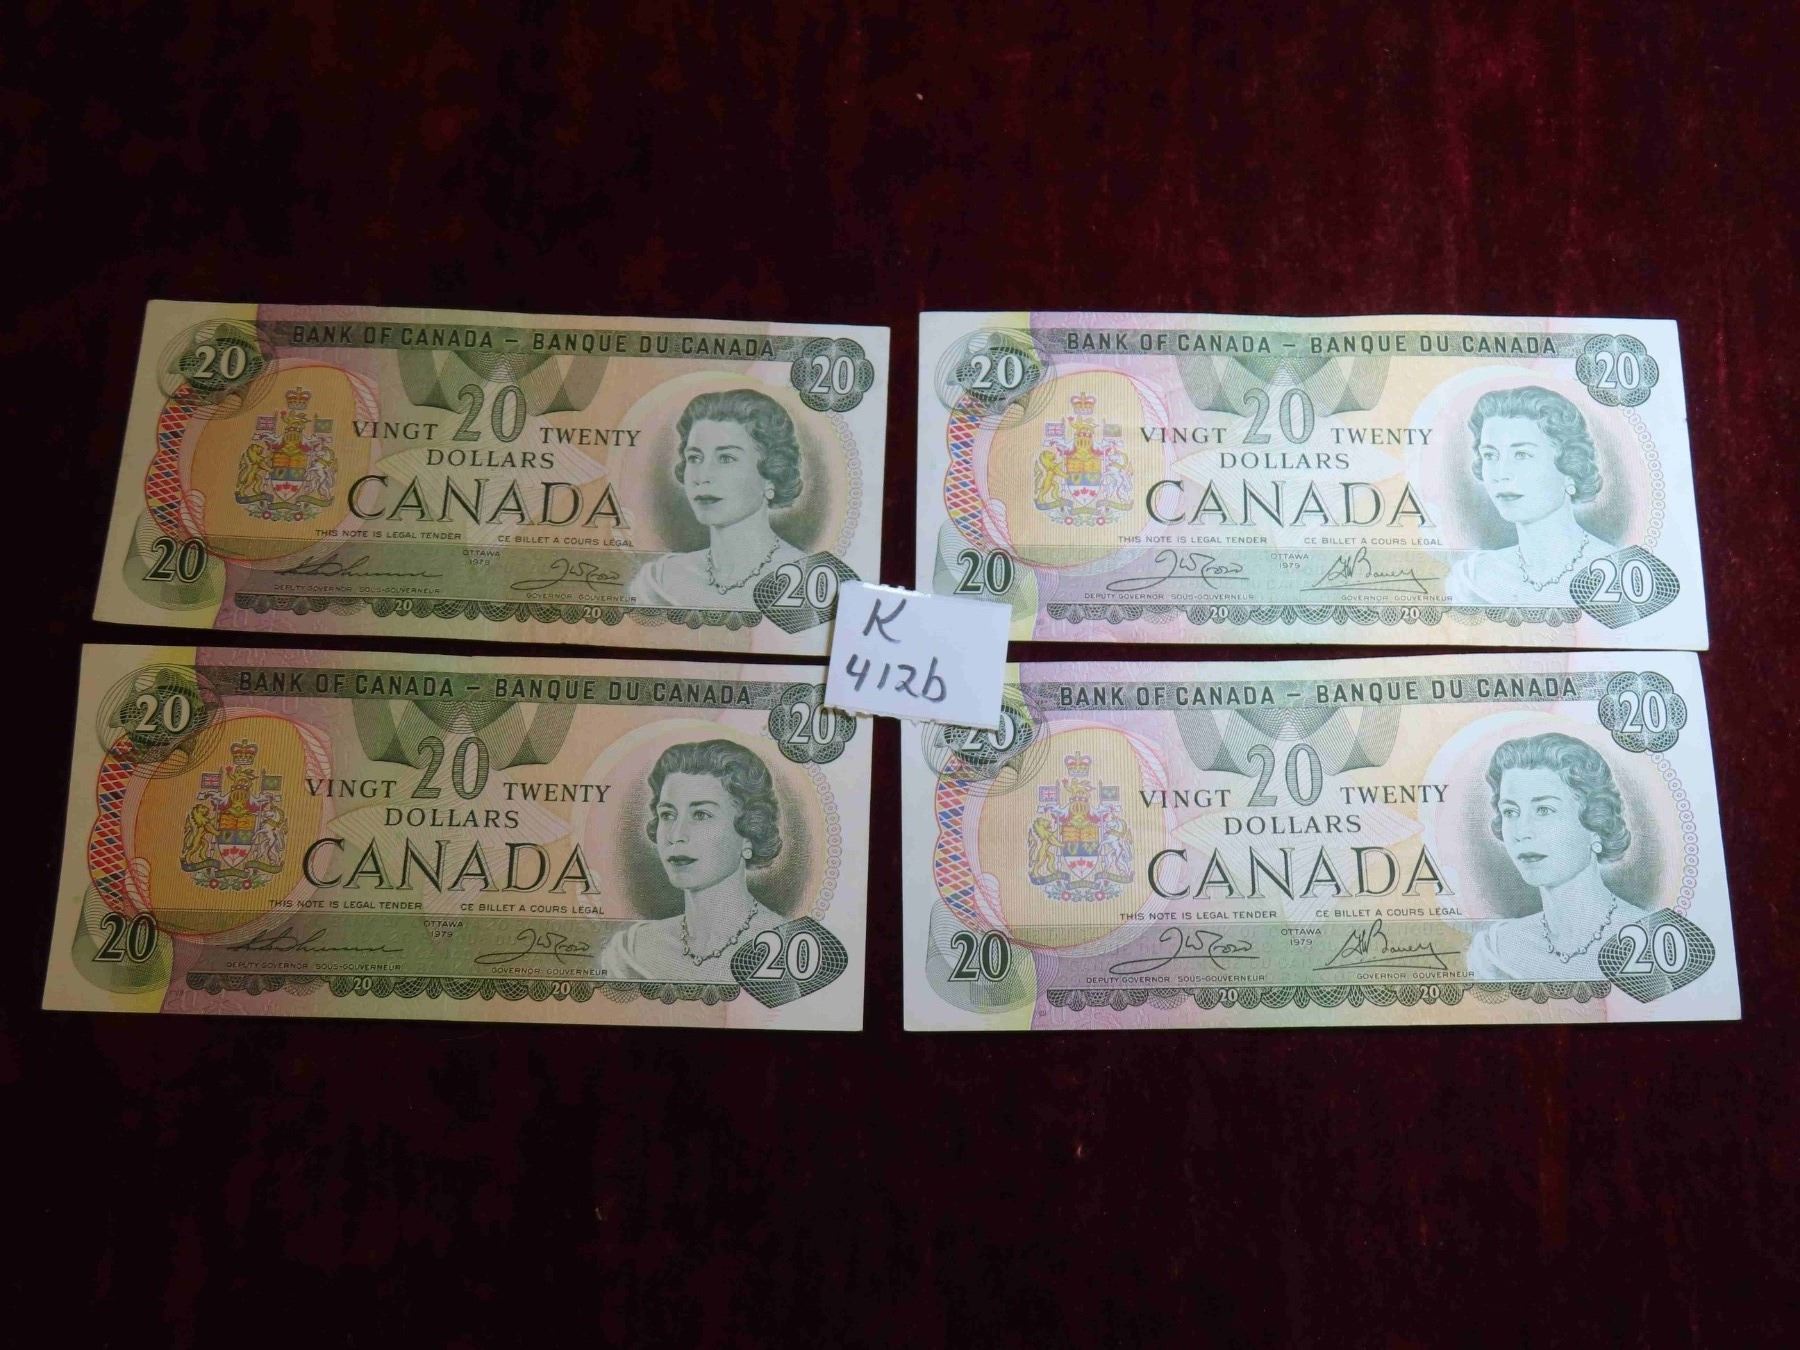 BANK OF CANADA – BANQUE DU CANADA
20 20
VINGT 20 TWENTY
DOLLARS
CANADA
THIS NOTE IS LEGAL TENDER CE BILLET A COURS LÉGAL
OTTAWA
1979
20 20
DEPUTY GOVERNOR SOUS-GOUVERNEUR GOVERNOR GOUVERNEUR
20 20
BANK OF CANADA – BANQUE DU CANADA
20 20
VINGT 20 TWENTY
DOLLARS
CANADA
THIS NOTE IS LEGAL TENDER CE BILLET A COURS LÉGAL
OTTAWA
1979
20 20
DEPUTY GOVERNOR SOUS-GOUVERNEUR GOVERNOR GOUVERNEUR
20 20
K
412b
BANK OF CANADA – BANQUE DU CANADA
20 20
VINGT 20 TWENTY
DOLLARS
CANADA
THIS NOTE IS LEGAL TENDER CE BILLET A COURS LÉGAL
OTTAWA
1979
20 20
DEPUTY GOVERNOR SOUS-GOUVERNEUR GOVERNOR GOUVERNEUR
20 20
BANK OF CANADA – BANQUE DU CANADA
20 20
VINGT 20 TWENTY
DOLLARS
CANADA
THIS NOTE IS LEGAL TENDER CE BILLET A COURS LÉGAL
OTTAWA
1979
20 20
DEPUTY GOVERNOR SOUS-GOUVERNEUR GOVERNOR GOUVERNEUR
20 20